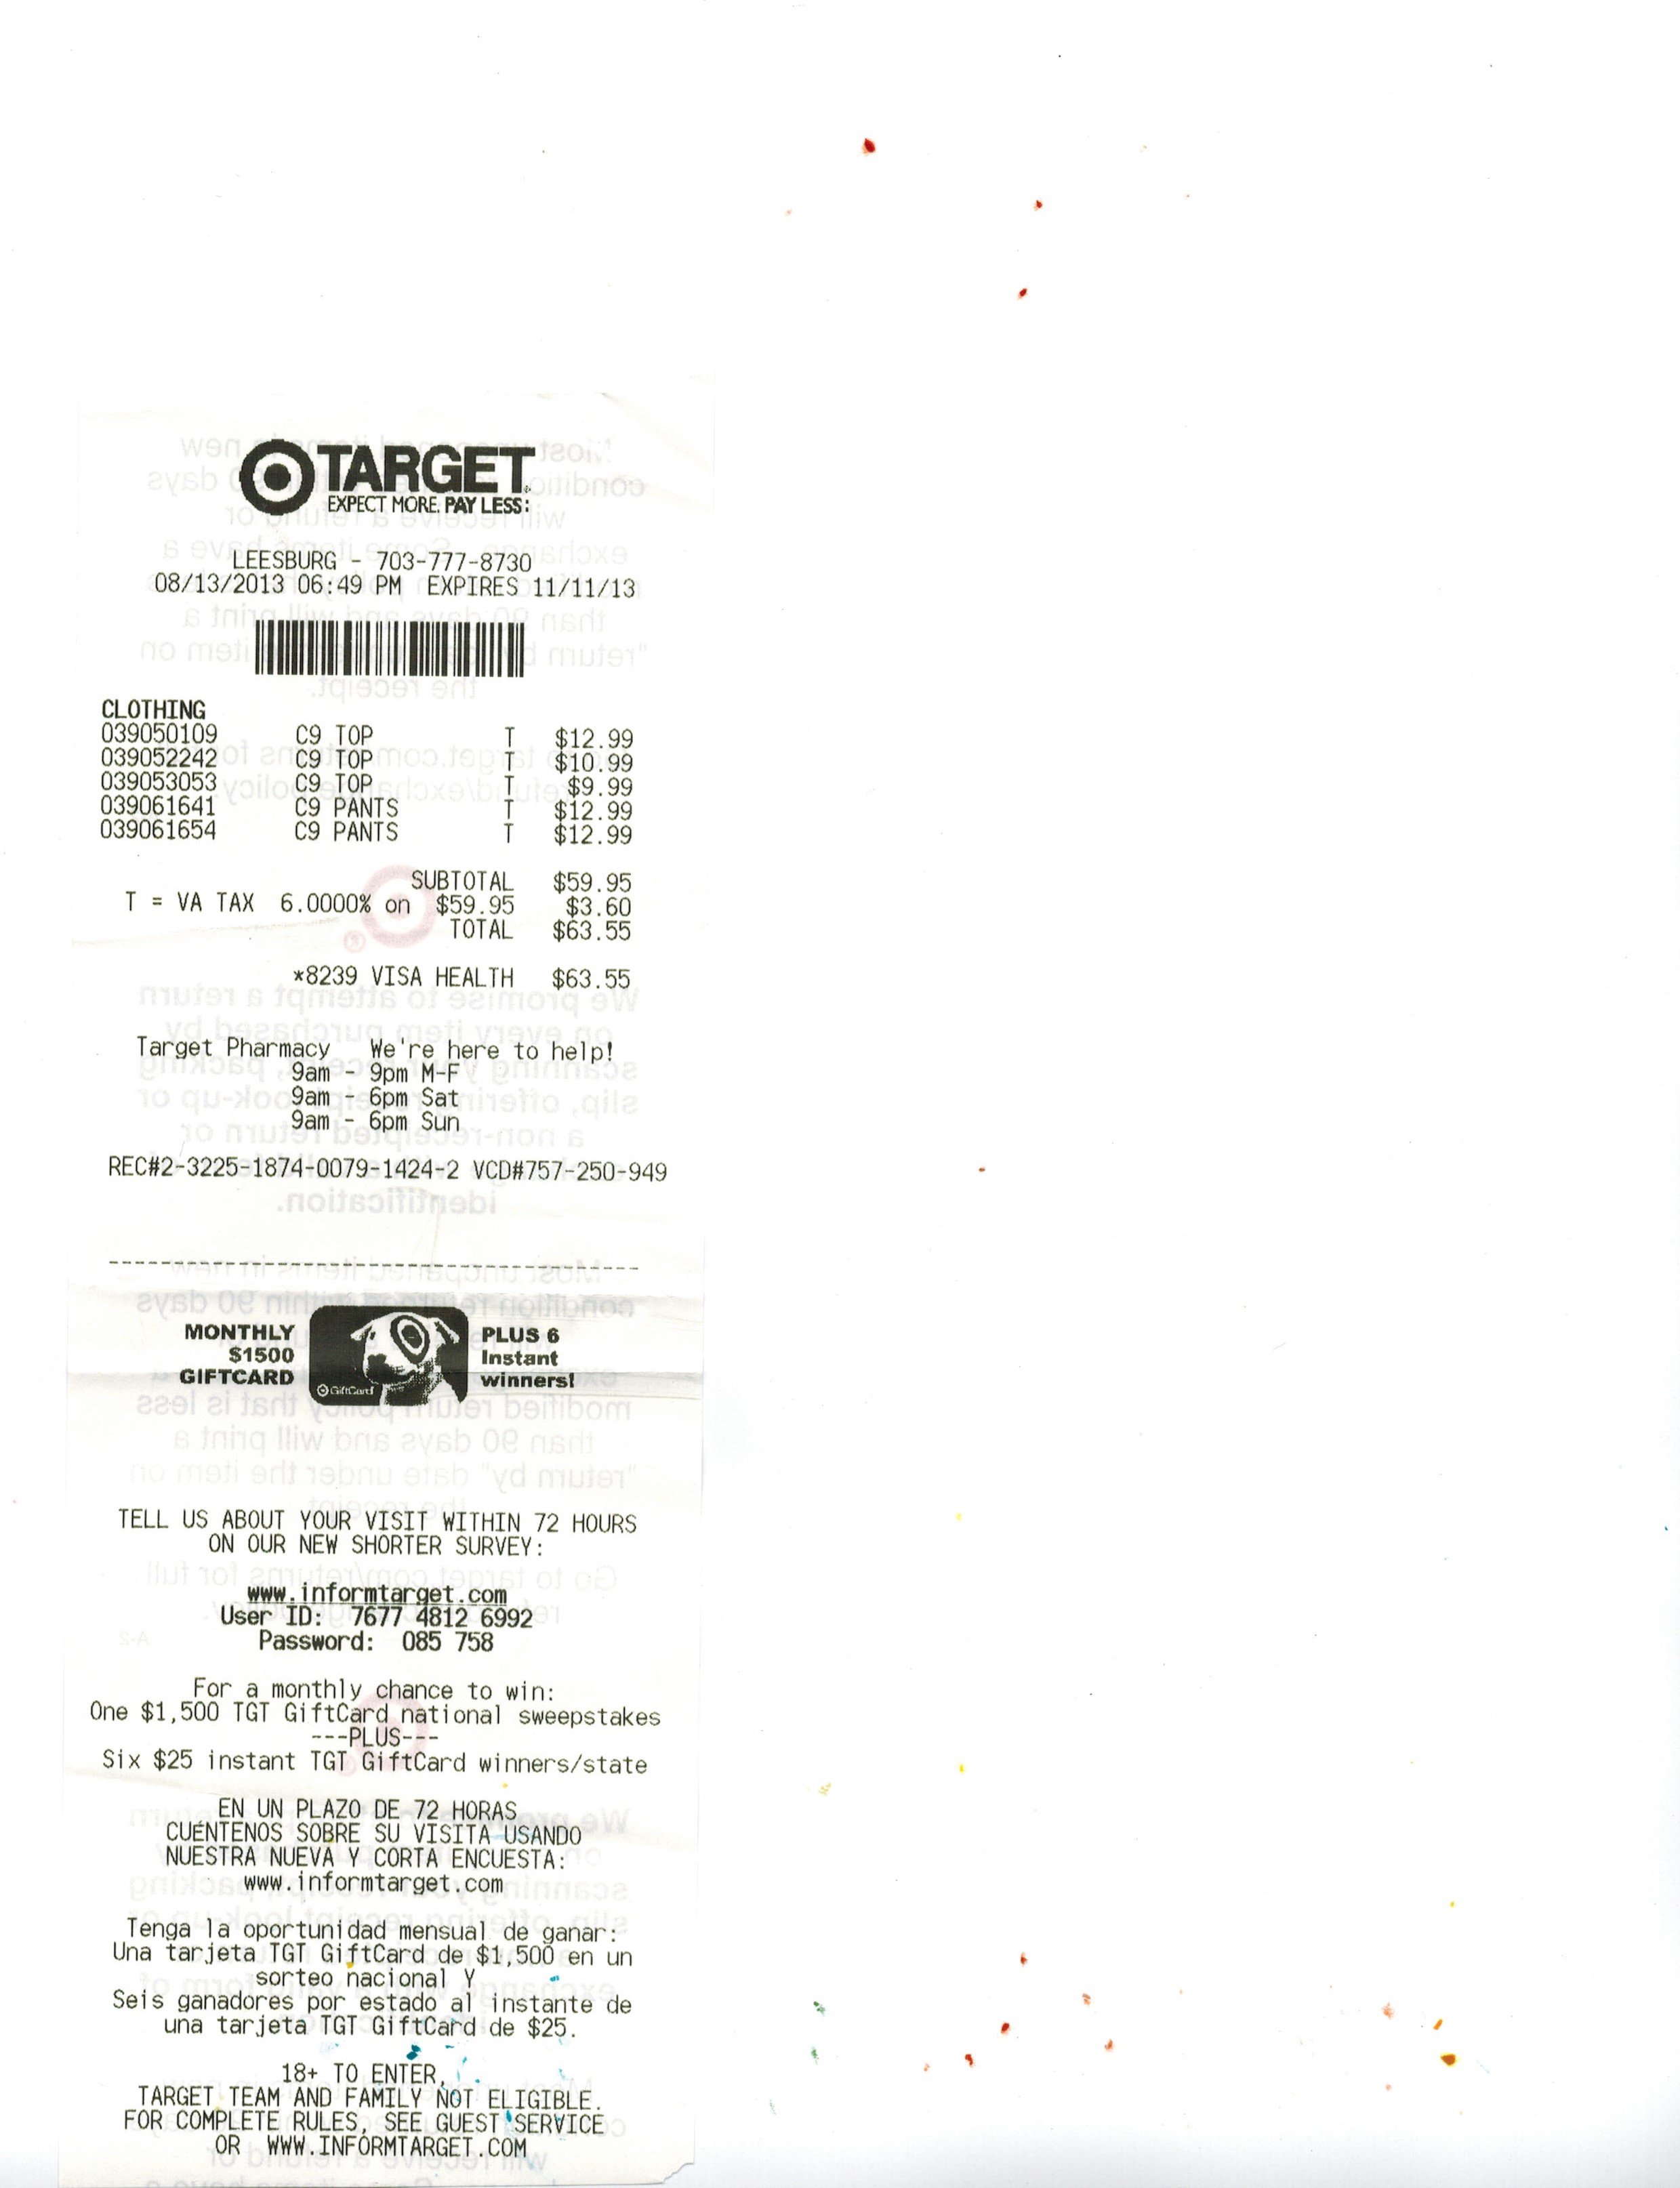 TARGET
EXPECT MORE. PAY LESS.
LEESBURG - 703-777-8730
08/13/2013 06:49 PM EXPIRES 11/11/13
CLOTHING
039050109 C9 TOP T $12.99
039052242 C9 TOP T $10.99
039053053 C9 TOP T $9.99
039061641 C9 PANTS T $12.99
039061654 C9 PANTS T $12.99
SUBTOTAL $59.95
T = VA TAX 6.0000% on $59.95 $3.60
TOTAL $63.55
*8239 VISA HEALTH $63.55
Target Pharmacy We're here to help!
9am - 9pm M-F
9am - 6pm Sat
9am - 6pm Sun
REC#2-3225-1874-0079-1424-2 VCD#757-250-949
MONTHLY $1500 GIFTCARD
GiftCard
PLUS 6 Instant winners!
TELL US ABOUT YOUR VISIT WITHIN 72 HOURS
ON OUR NEW SHORTER SURVEY:
www.informtarget.com
User ID: 7677 4812 6992
Password: 085 758
For a monthly chance to win:
One $1,500 TGT GiftCard national sweepstakes
---PLUS---
Six $25 instant TGT GiftCard winners/state
EN UN PLAZO DE 72 HORAS
CUÉNTENOS SOBRE SU VISITA USANDO
NUESTRA NUEVA Y CORTA ENCUESTA:
www.informtarget.com
Tenga la oportunidad mensual de ganar:
Una tarjeta TGT GiftCard de $1,500 en un
sorteo nacional Y
Seis ganadores por estado al instante de
una tarjeta TGT GiftCard de $25.
18+ TO ENTER.
TARGET TEAM AND FAMILY NOT ELIGIBLE.
FOR COMPLETE RULES, SEE GUEST SERVICE
OR WWW.INFORMTARGET.COM